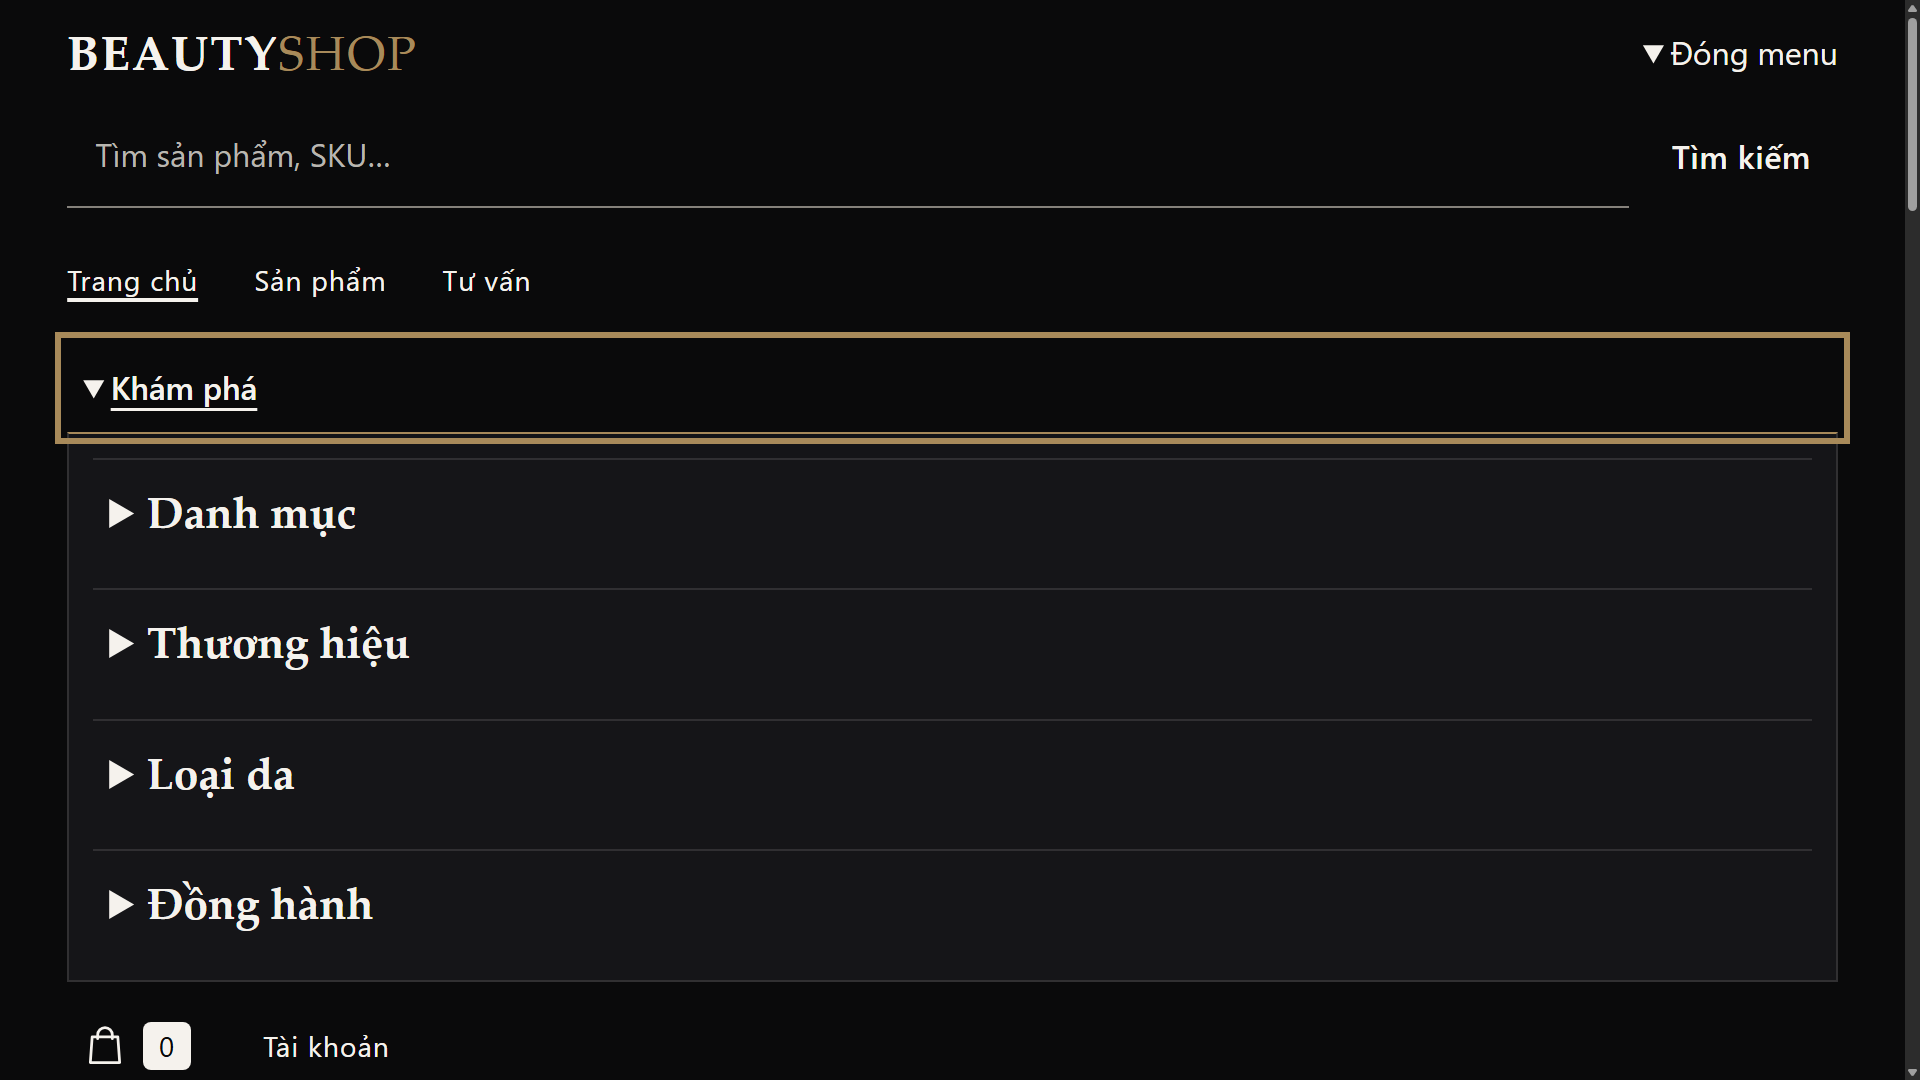 BEAUTYSHOP
Đóng menu
Tìm sản phẩm, SKU...
Tìm kiếm
Trang chủ
Sản phẩm
Tư vấn
Khám phá
Danh mục
Thương hiệu
Loại da
Đồng hành
0
Tài khoản